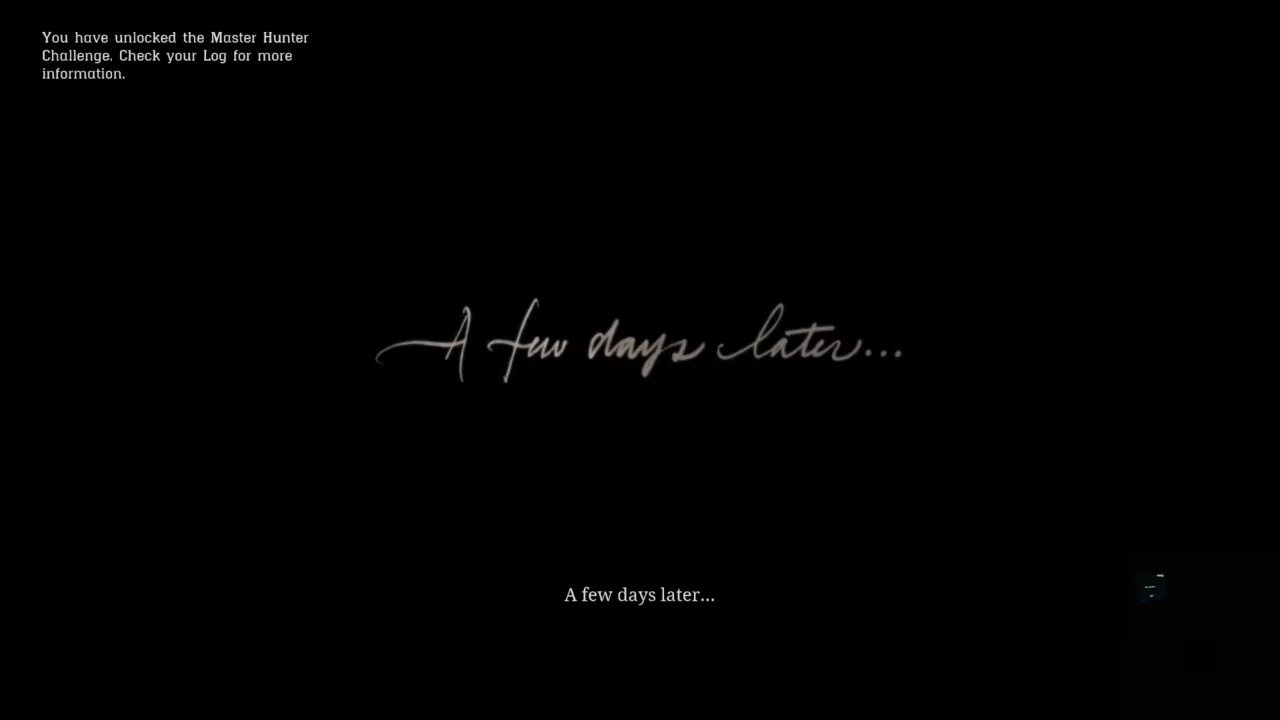 You have unlocked the Master Hunter
Challenge. Check your Log for more
information.
A few days later...
A few days later...